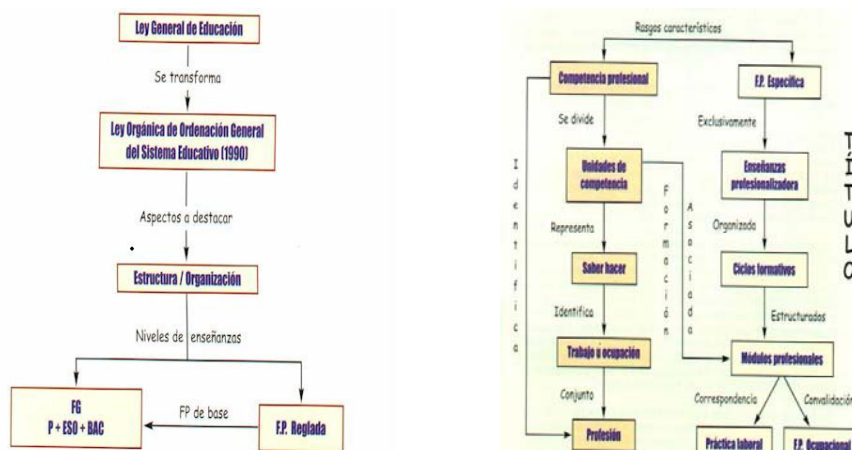 Ley General de Educación
Se transforma
Ley Orgánica de Ordenación General
del Sistema Educativo (1990)
Aspectos a destacar
Estructura / Organización
Niveles de enseñanzas
FG
P + ESO + BAC
FP de base
F.P. Reglada
Rasgos característicos
Competencia profesional
F.P. Específica
Se divide
Exclusivamente
Unidades de
competencia
Enseñanzas
profesionalizadora
Identifica
Formación
Asociada
Representa
Organizada
Saber hacer
Ciclos formativos
Identifica
Estructurados
Trabajo u ocupación
Módulos profesionales
Conjunto
Correspondencia
Convalidación
Profesión
Práctica laboral
F.P. Ocupacional
TÍTULO